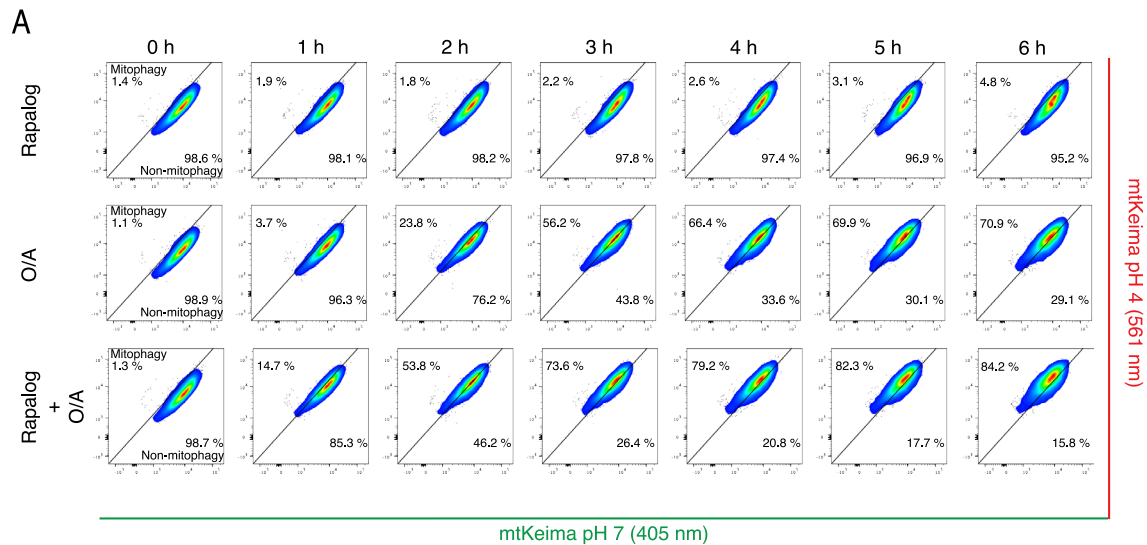 A
0 h 1 h 2 h 3 h 4 h 5 h 6 h
Rapalog
Mitophagy
1.4 % 1.9 % 1.8 % 2.2 % 2.6 % 3.1 % 4.8 %
98.6 % 98.1 % 98.2 % 97.8 % 97.4 % 96.9 % 95.2 %
Non-mitophagy
O/A
Mitophagy
1.1 % 3.7 % 23.8 % 56.2 % 66.4 % 69.9 % 70.9 %
98.9 % 96.3 % 76.2 % 43.8 % 33.6 % 30.1 % 29.1 %
Non-mitophagy
Rapalog
+
O/A
Mitophagy
1.3 % 14.7 % 53.8 % 73.6 % 79.2 % 82.3 % 84.2 %
98.7 % 85.3 % 46.2 % 26.4 % 20.8 % 17.7 % 15.8 %
Non-mitophagy
mtKeima pH 4 (561 nm)
mtKeima pH 7 (405 nm)